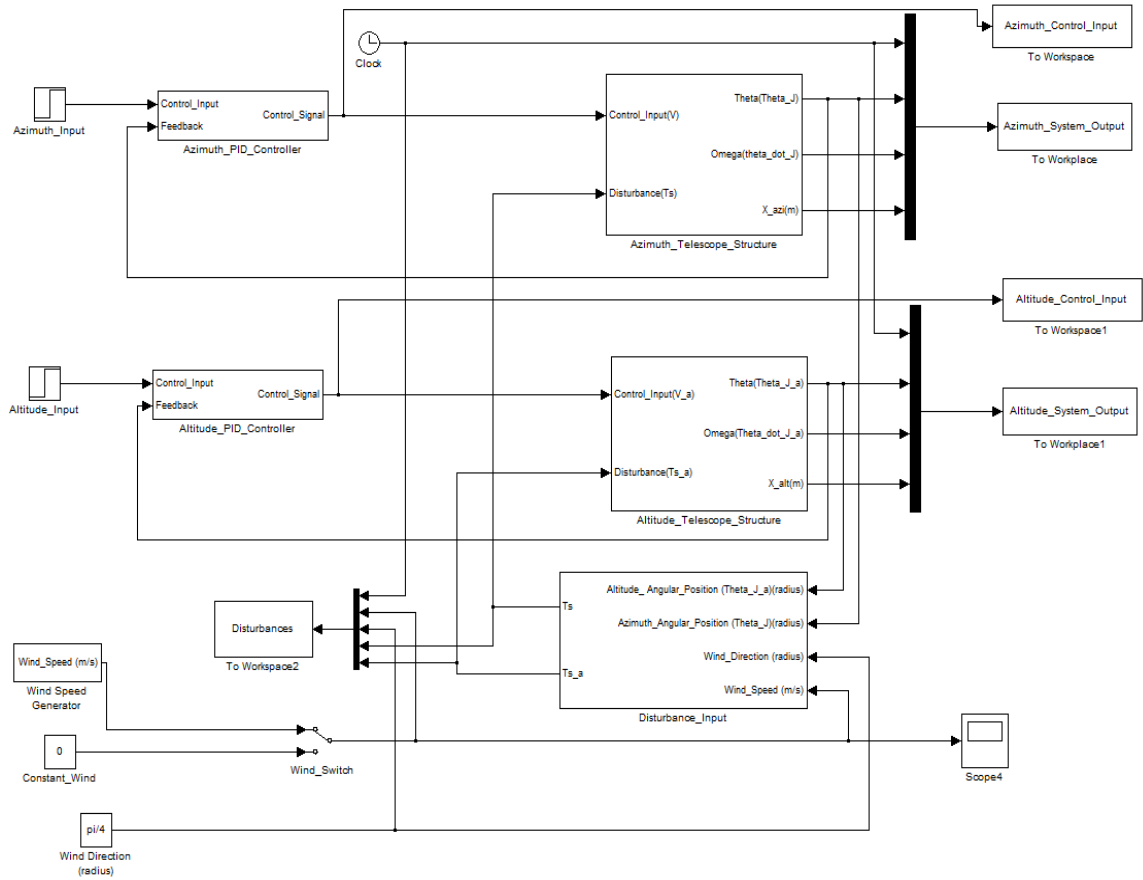 Azimuth_Control_Input
To Workspace
Clock
Azimuth_Input
Control_Input
Feedback
Control_Signal
Azimuth_PID_Controller
Control_Input(V)
Disturbance(Ts)
Theta(Theta_J)
Omega(theta_dot_J)
X_azi(m)
Azimuth_Telescope_Structure
Azimuth_System_Output
To Workplace
Altitude_Control_Input
To Workspace1
Altitude_Input
Control_Input
Feedback
Control_Signal
Altitude_PID_Controller
Control_Input(V_a)
Disturbance(Ts_a)
Theta(Theta_J_a)
Omega(Theta_dot_J_a)
X_alt(m)
Altitude_Telescope_Structure
Altitude_System_Output
To Workplace1
Disturbances
To Workspace2
Ts
Ts_a
Altitude_ Angular_Position (Theta_J_a)(radius)
Azimuth_Angular_Position (Theta_J)(radius)
Wind_Direction (radius)
Wind_Speed (m/s)
Disturbance_Input
Wind_Speed (m/s)
Wind Speed
Generator
0
Constant_Wind
Wind_Switch
Scope4
pi/4
Wind Direction
(radius)